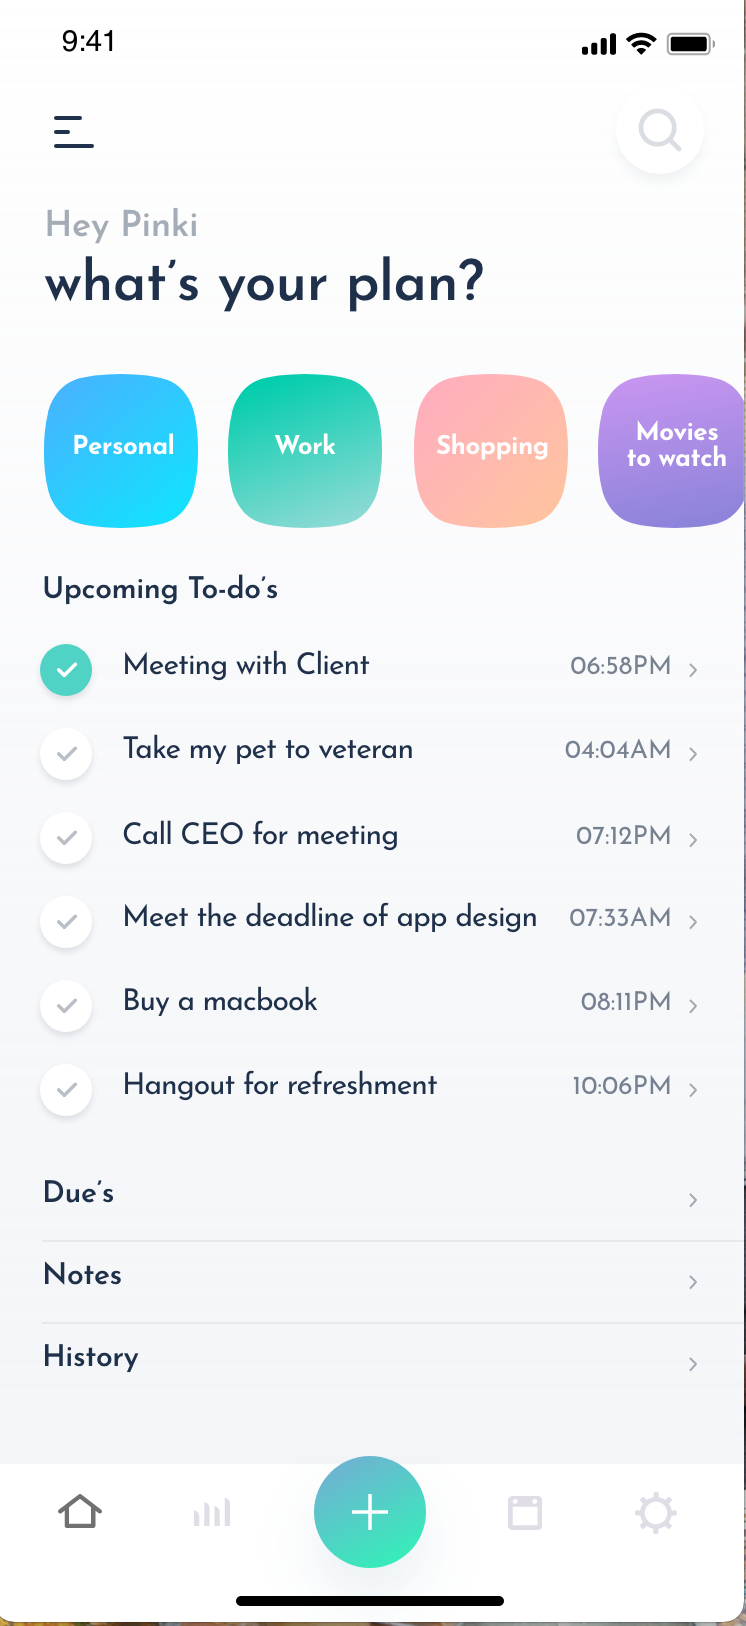 9:41
Hey Pinki
what's your plan?
Personal
Work
Shopping
Movies
to watch
Upcoming To-do's
Meeting with Client 06:58PM
Take my pet to veteran 04:04AM
Call CEO for meeting 07:12PM
Meet the deadline of app design 07:33AM
Buy a macbook 08:11PM
Hangout for refreshment 10:06PM
Due's
Notes
History